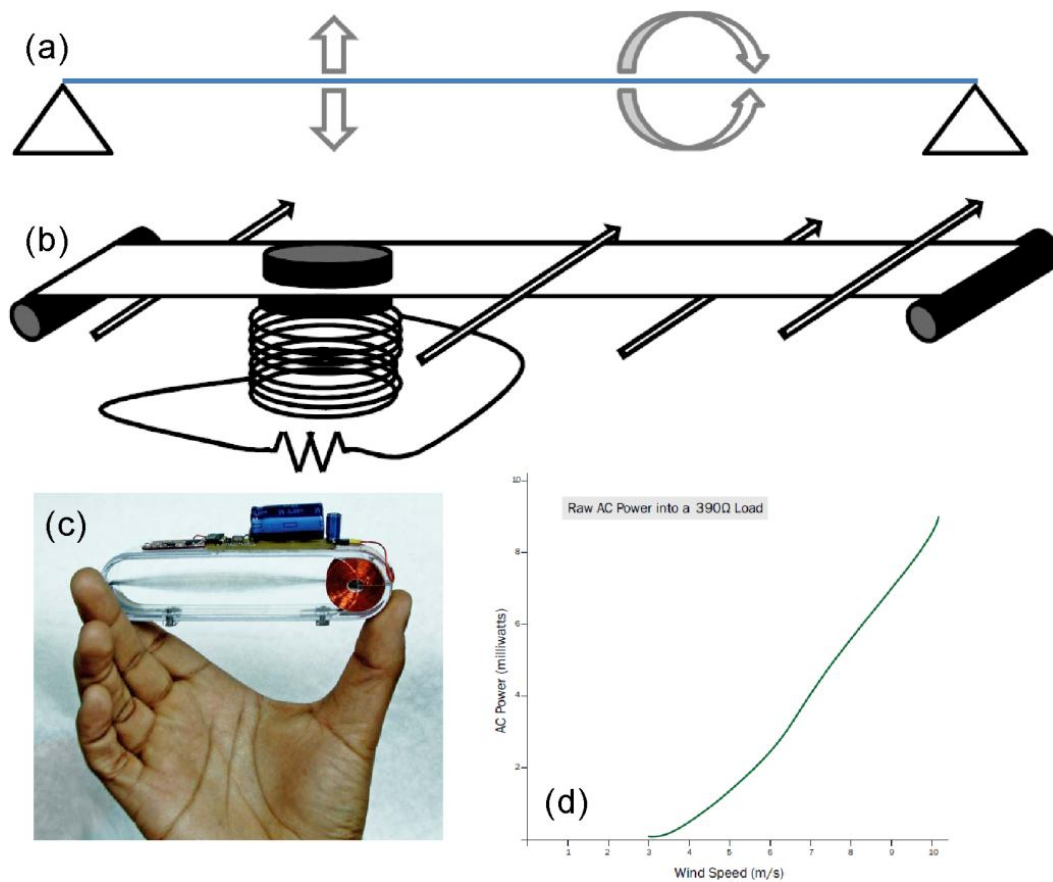 (a)
(b)
(c)
10
Raw AC Power into a 390Ω Load
8
6
AC Power (milliwatts)
4
2
(d)
1 2 3 4 5 6 7 8 9 10
Wind Speed (m/s)